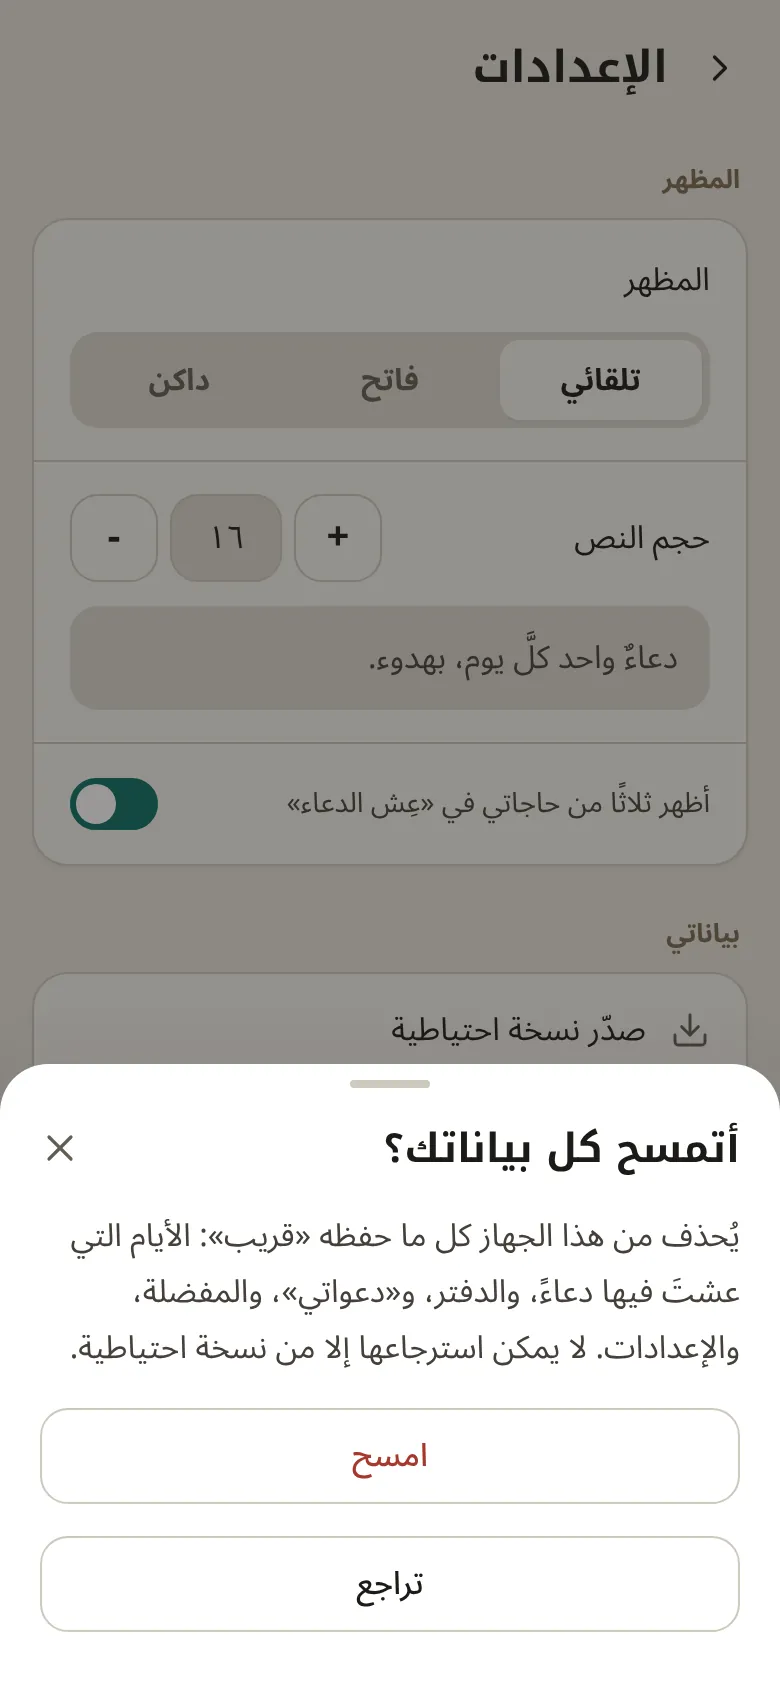 الإعدادات
المظهر
المظهر
تلقائي
فاتح
داكن
حجم النص
+
١٦
-
دعاءٌ واحد كلَّ يوم، بهدوء.
أظهر ثلاثًا من حاجاتي في «عِش الدعاء»
بياناتي
صدّر نسخة احتياطية
أتمسح كل بياناتك؟
يُحذف من هذا الجهاز كل ما حفظه «قريب»: الأيام التي
عشتَ فيها دعاءً، والدفتر، و«دعواتي»، والمفضلة،
والإعدادات. لا يمكن استرجاعها إلا من نسخة احتياطية.
امسح
تراجع